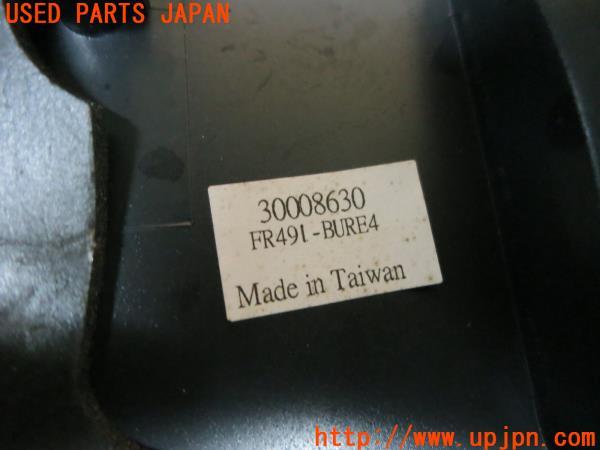 USED PARTS JAPAN
30008630
FR491-BURE4
Made in Taiwan
http://www.upjpn.com/